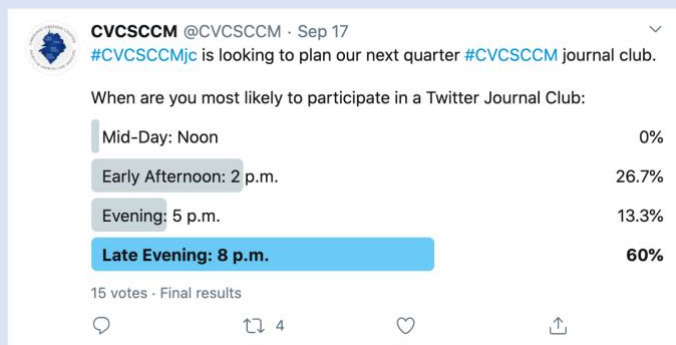 CVCSCCM @CVCSCCM · Sep 17
#CVCSCCMjc is looking to plan our next quarter #CVCSCCM journal club.
When are you most likely to participate in a Twitter Journal Club:
Mid-Day: Noon 0%
Early Afternoon: 2 p.m. 26.7%
Evening: 5 p.m. 13.3%
Late Evening: 8 p.m. 60%
15 votes · Final results
4